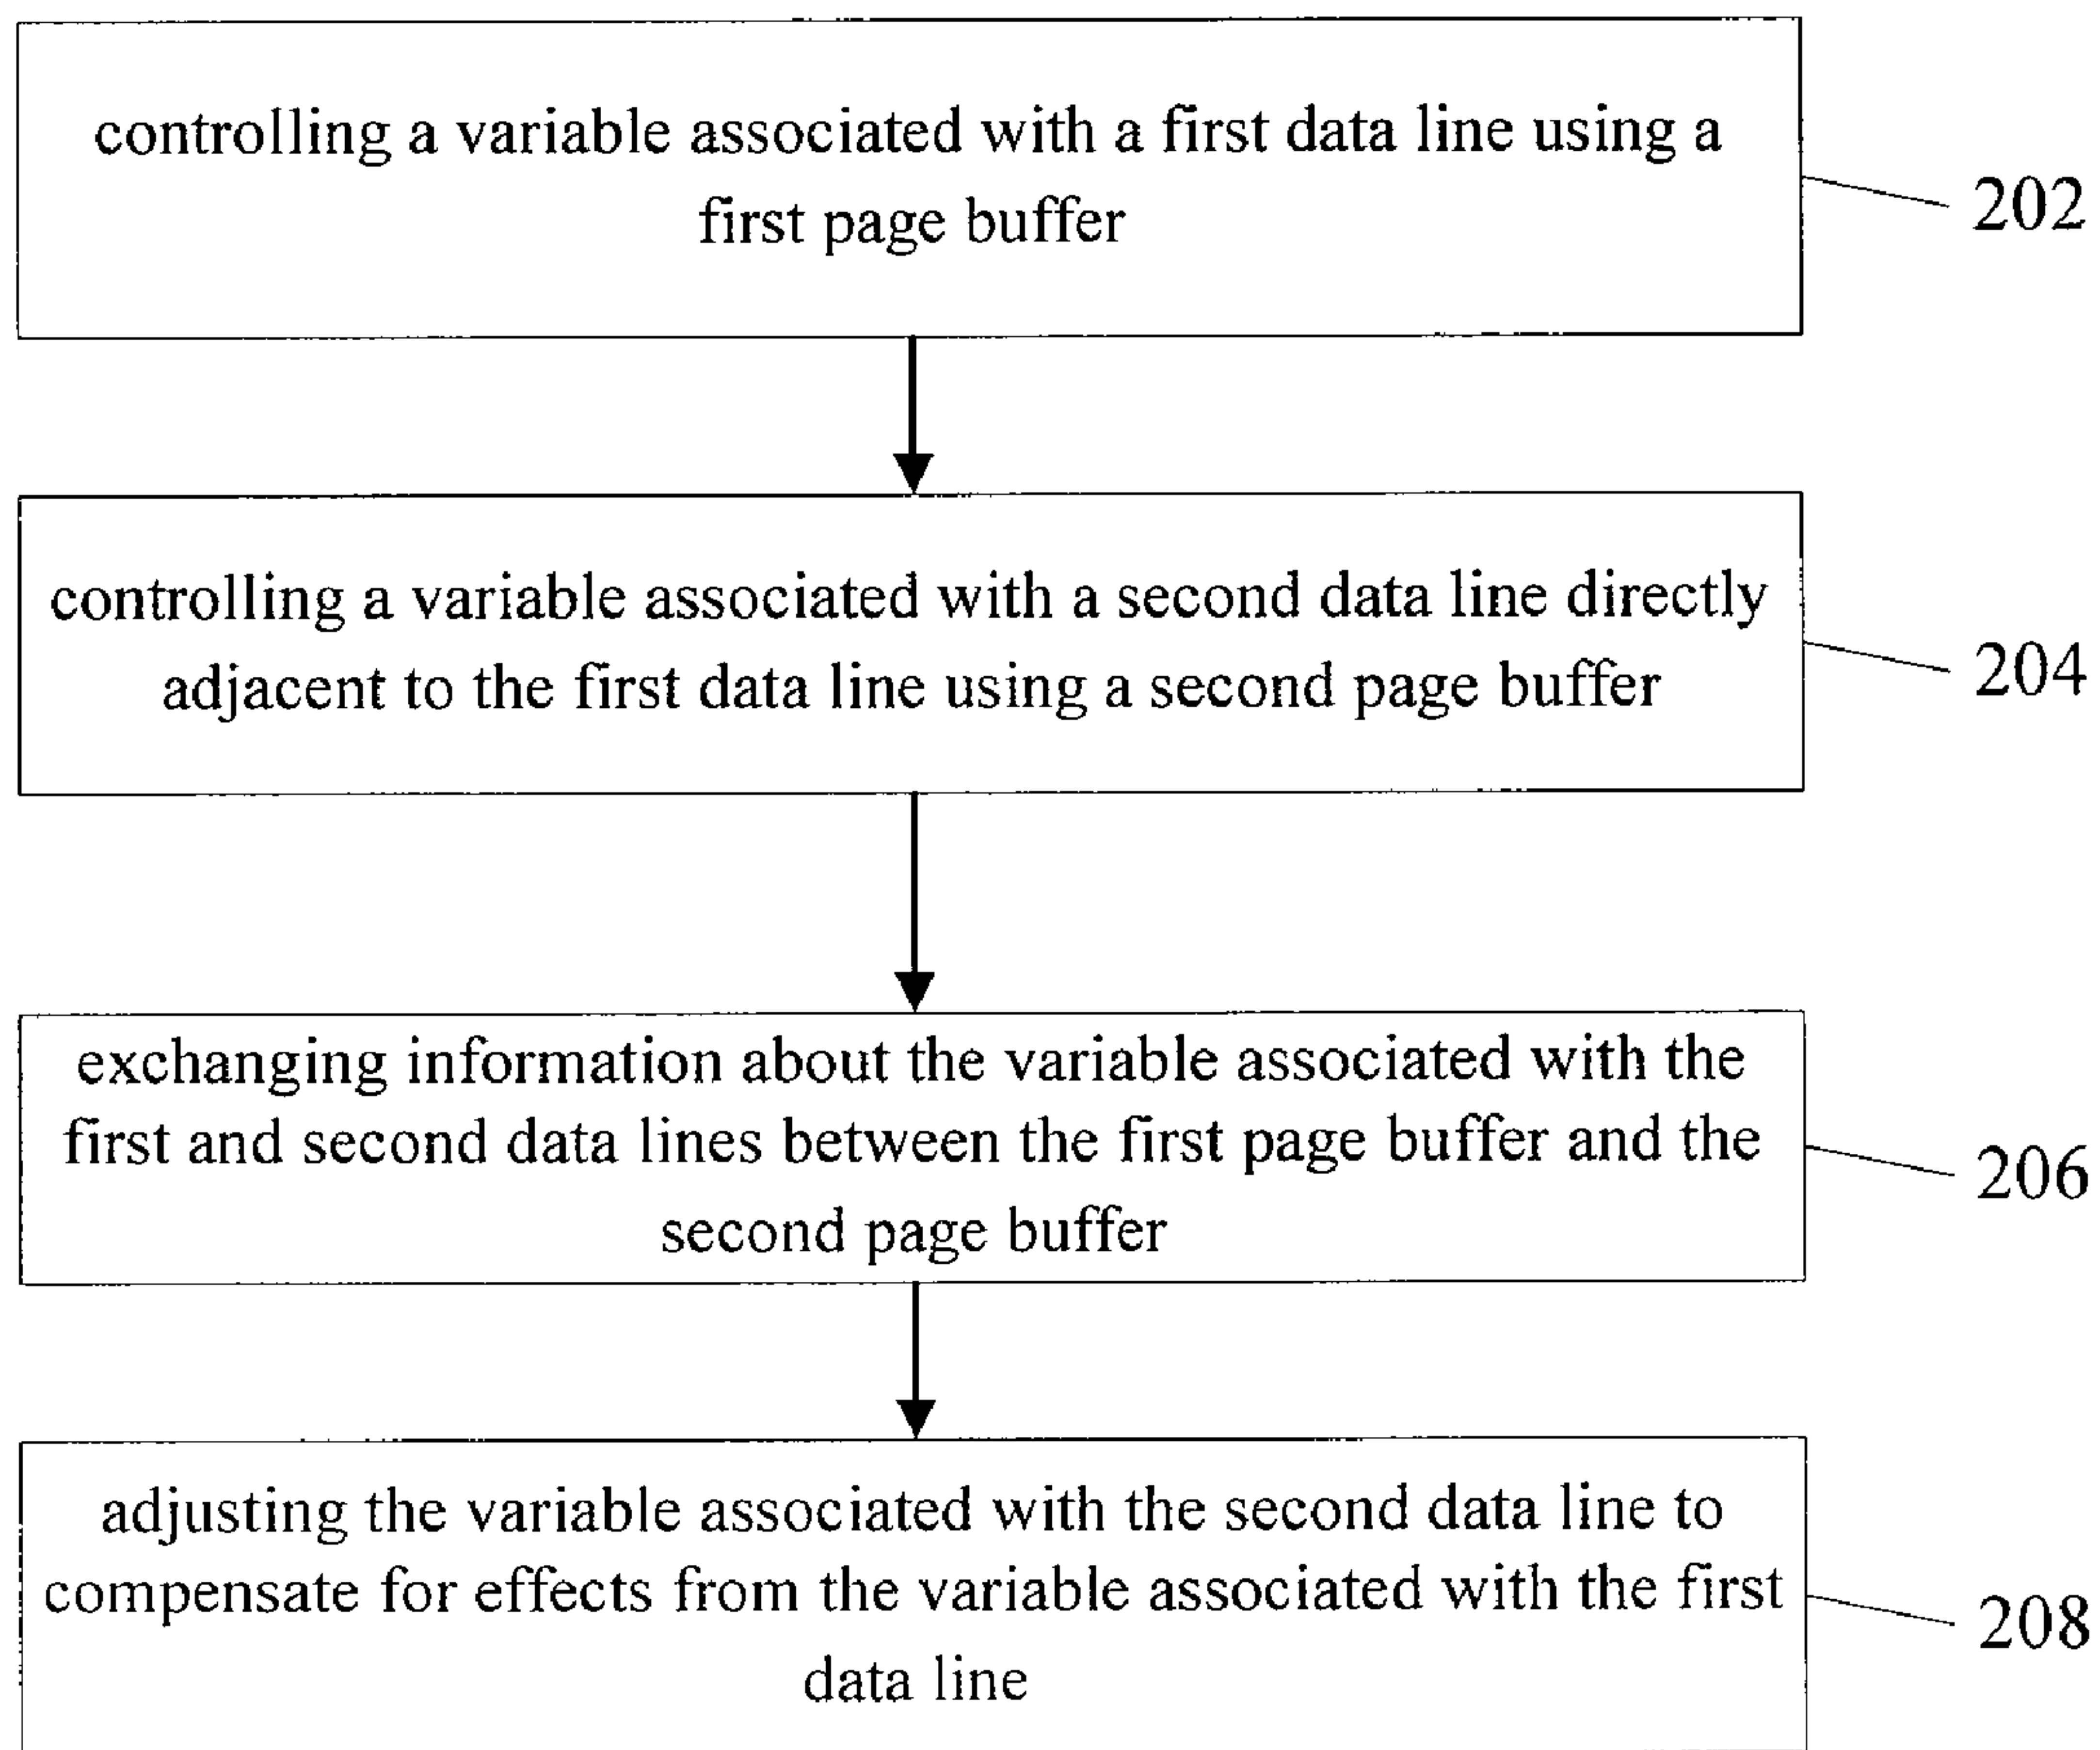 controlling a variable associated with a first data line using a
first page buffer
202
controlling a variable associated with a second data line directly
adjacent to the first data line using a second page buffer
204
exchanging information about the variable associated with the
first and second data lines between the first page buffer and the
second page buffer
206
adjusting the variable associated with the second data line to
compensate for effects from the variable associated with the first
data line
208